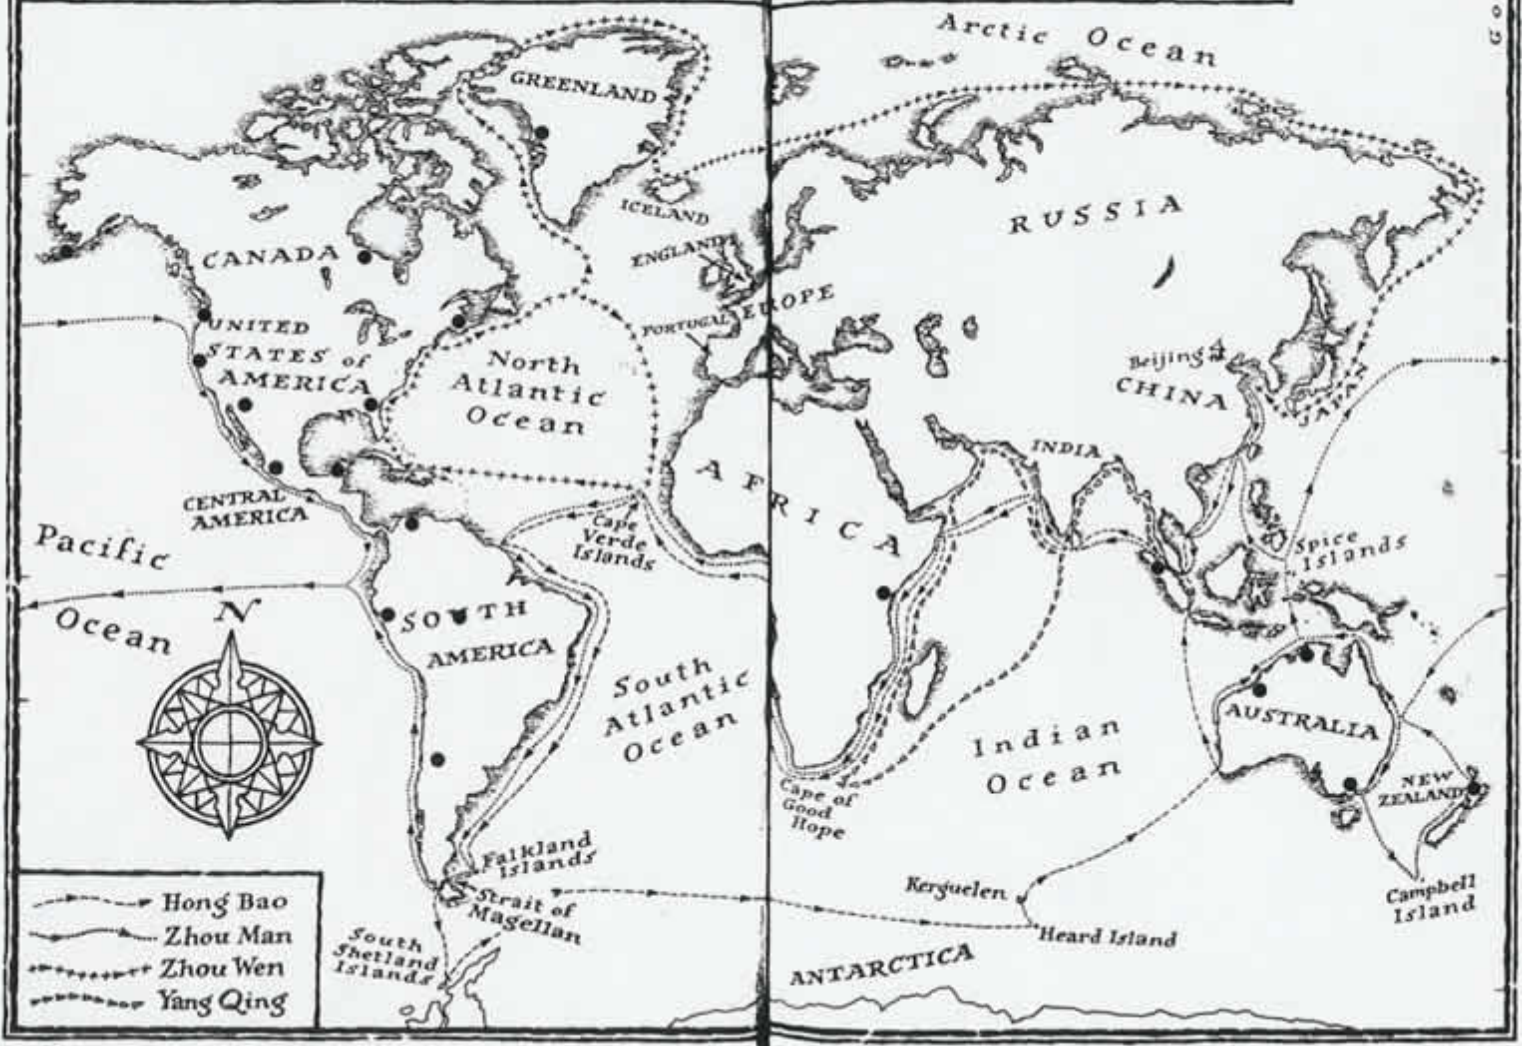 Arctic Ocean
GREENLAND
ICELAND
RUSSIA
CANADA
ENGLAND
EUROPE
PORTUGAL
UNITED
STATES of
AMERICA
North
Atlantic
Ocean
Beijing
CHINA
JAPAN
INDIA
AFRICA
CENTRAL
AMERICA
Cape
Verde
Islands
Spice
Islands
Pacific
Ocean
N
SOUTH
AMERICA
South
Atlantic
Ocean
Indian
Ocean
AUSTRALIA
NEW
ZEALAND
Cape of
Good
Hope
Falkland
Islands
Strait of
Magellan
South
Shetland
Islands
Kerguelen
Heard Island
Campbell
Island
ANTARCTICA
Hong Bao
Zhou Man
Zhou Wen
Yang Qing